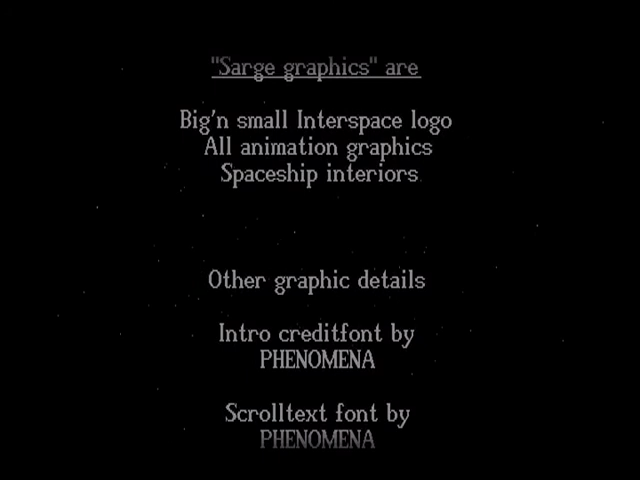 "Sarge graphics" are
Big'n small Interspace logo
All animation graphics
Spaceship interiors
Other graphic details
Intro creditfont by
PHENOMENA
Scrolltext font by
PHENOMENA